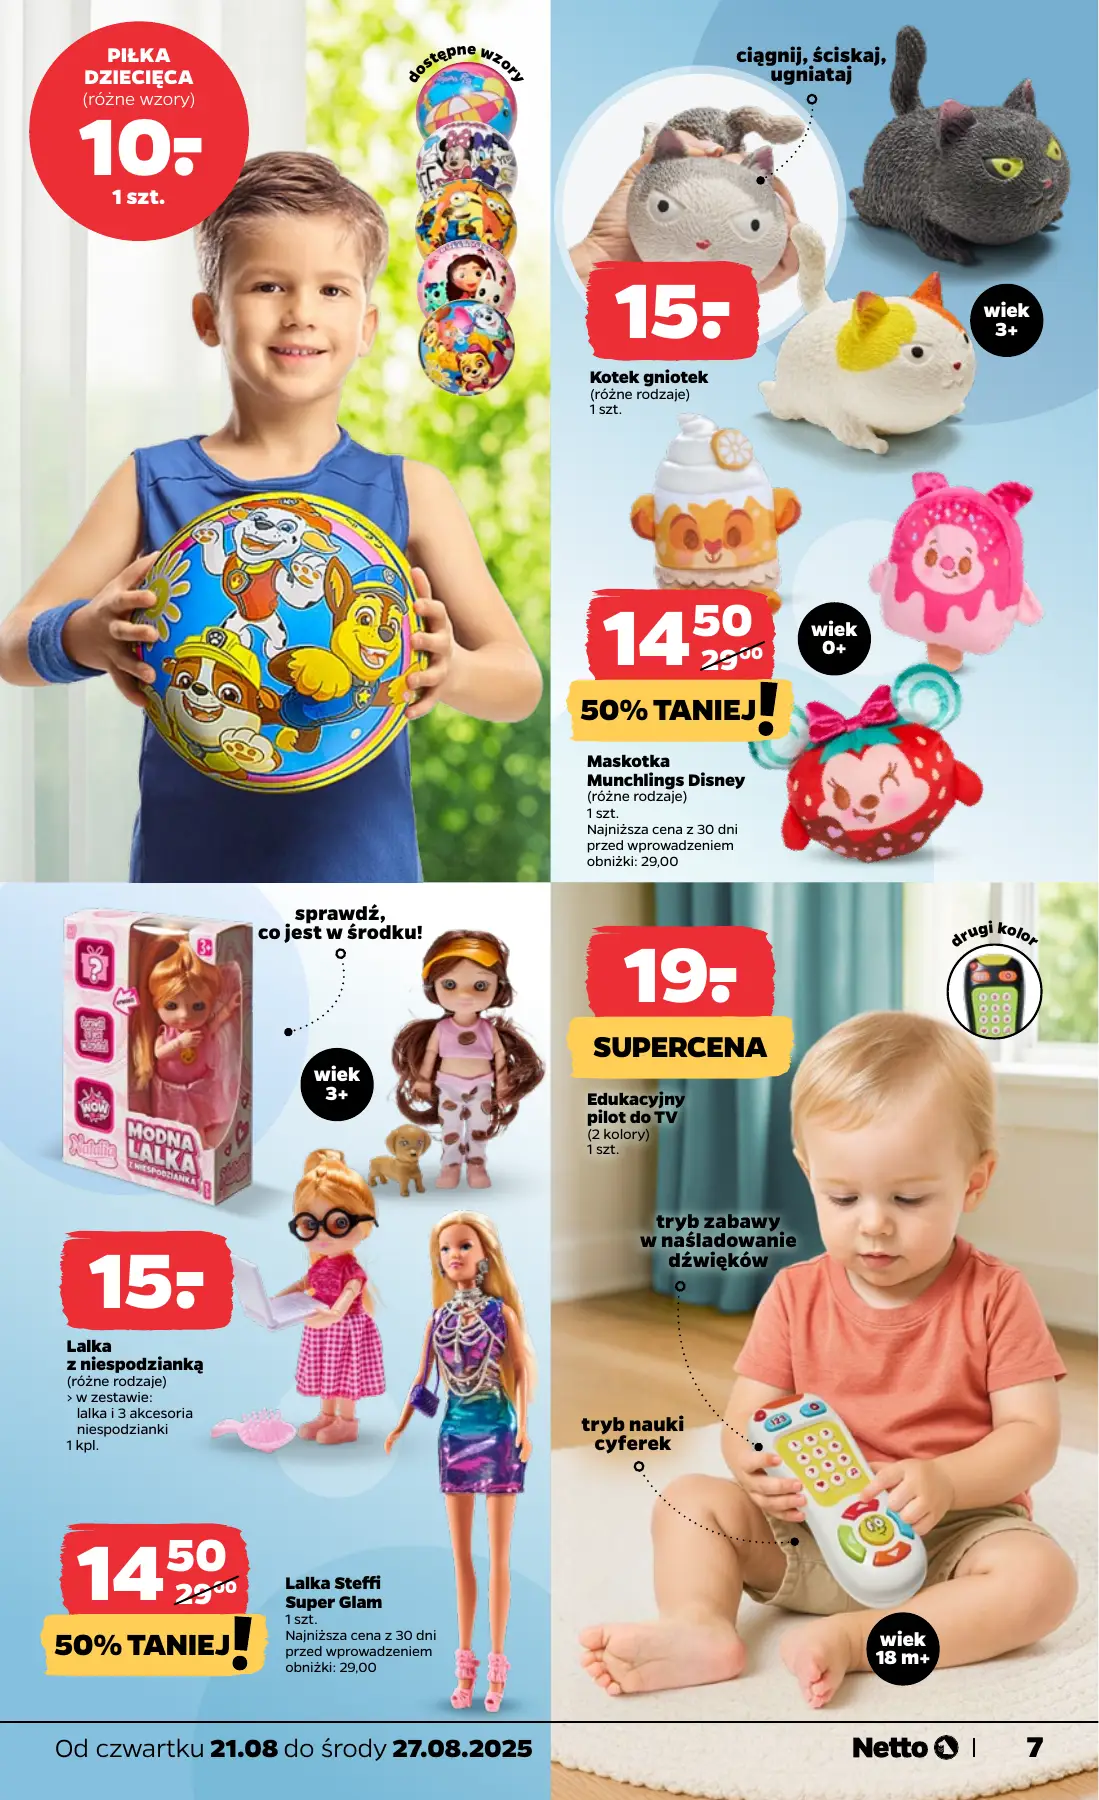 PIŁKA
DZIECIĘCA
(różne wzory)
10.-
1 szt.
dostępne wzory
ciągnij, ściskaj,
ugniataj
15.-
wiek
3+
Kotek gniotek
(różne rodzaje)
1 szt.
14 50
29 00
50% TANIEJ!
wiek
0+
Maskotka
Munchlings Disney
(różne rodzaje)
1 szt.
Najniższa cena z 30 dni
przed wprowadzeniem
obniżki: 29,00
sprawdź,
co jest w środku!
3+
?
WOW
Natalia
MODNA
LALKA
Z NIESPODZIANKĄ
wiek
3+
15.-
Lalka
z niespodzianką
(różne rodzaje)
> w zestawie:
lalka i 3 akcesoria
niespodzianki
1 kpl.
14 50
29 00
50% TANIEJ!
Lalka Steffi
Super Glam
1 szt.
Najniższa cena z 30 dni
przed wprowadzeniem
obniżki: 29,00
19.-
SUPERCENA
drugi kolor
Edukacyjny
pilot do TV
(2 kolory)
1 szt.
tryb zabawy
w naśladowanie
dźwięków
tryb nauki
cyferek
123
wiek
18 m+
Od czwartku 21.08 do środy 27.08.2025
Netto
7